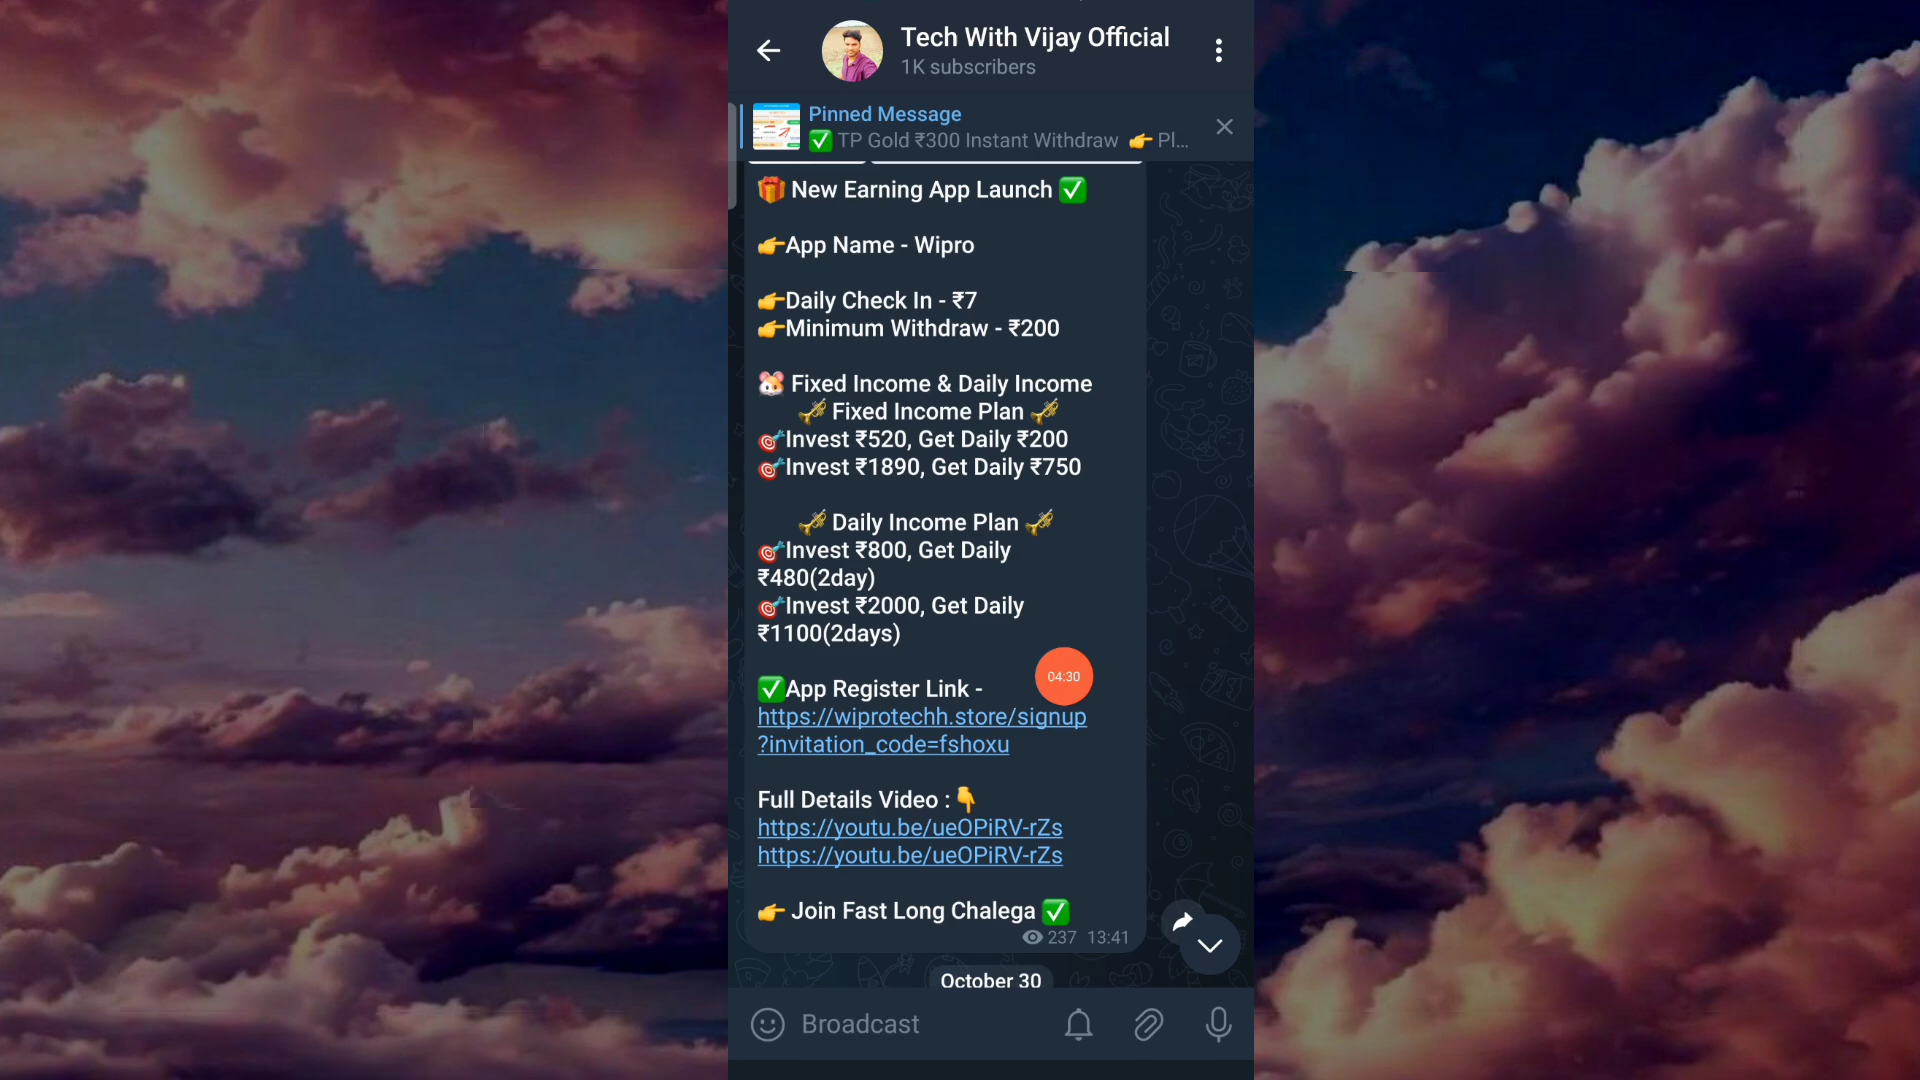 Tech With Vijay Official
1K subscribers
Pinned Message
✅ TP Gold ₹300 Instant Withdraw 👉 Pl...
🎁 New Earning App Launch ✅
👉App Name - Wipro
👉Daily Check In - ₹7
👉Minimum Withdraw - ₹200
🐹 Fixed Income & Daily Income
🎺 Fixed Income Plan 🎺
🎯Invest ₹520, Get Daily ₹200
🎯Invest ₹1890, Get Daily ₹750
🎺 Daily Income Plan 🎺
🎯Invest ₹800, Get Daily
₹480(2day)
🎯Invest ₹2000, Get Daily
₹1100(2days)
04:30
✅App Register Link -
https://wiprotechh.store/signup
?invitation_code=fshoxu
Full Details Video :👇
https://youtu.be/ueOPiRV-rZs
https://youtu.be/ueOPiRV-rZs
👉 Join Fast Long Chalega ✅
237 13:41
October 30
Broadcast